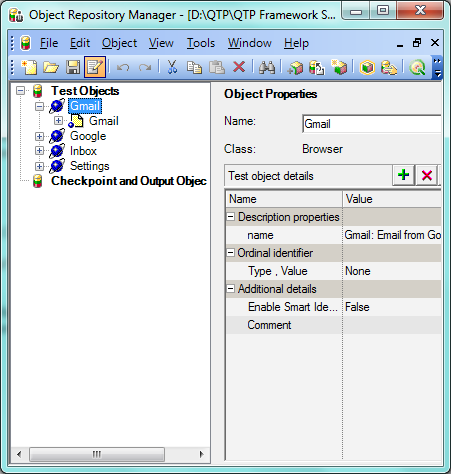 Object Repository Manager - [D:\QTP\QTP Framework S...
File Edit Object View Tools Window Help
Test Objects
Gmail
Gmail
Google
Inbox
Settings
Checkpoint and Output Objec
Object Properties
Name: Gmail
Class: Browser
Test object details
Name Value
Description properties
name Gmail: Email from Go
Ordinal identifier
Type , Value None
Additional details
Enable Smart Ide... False
Comment